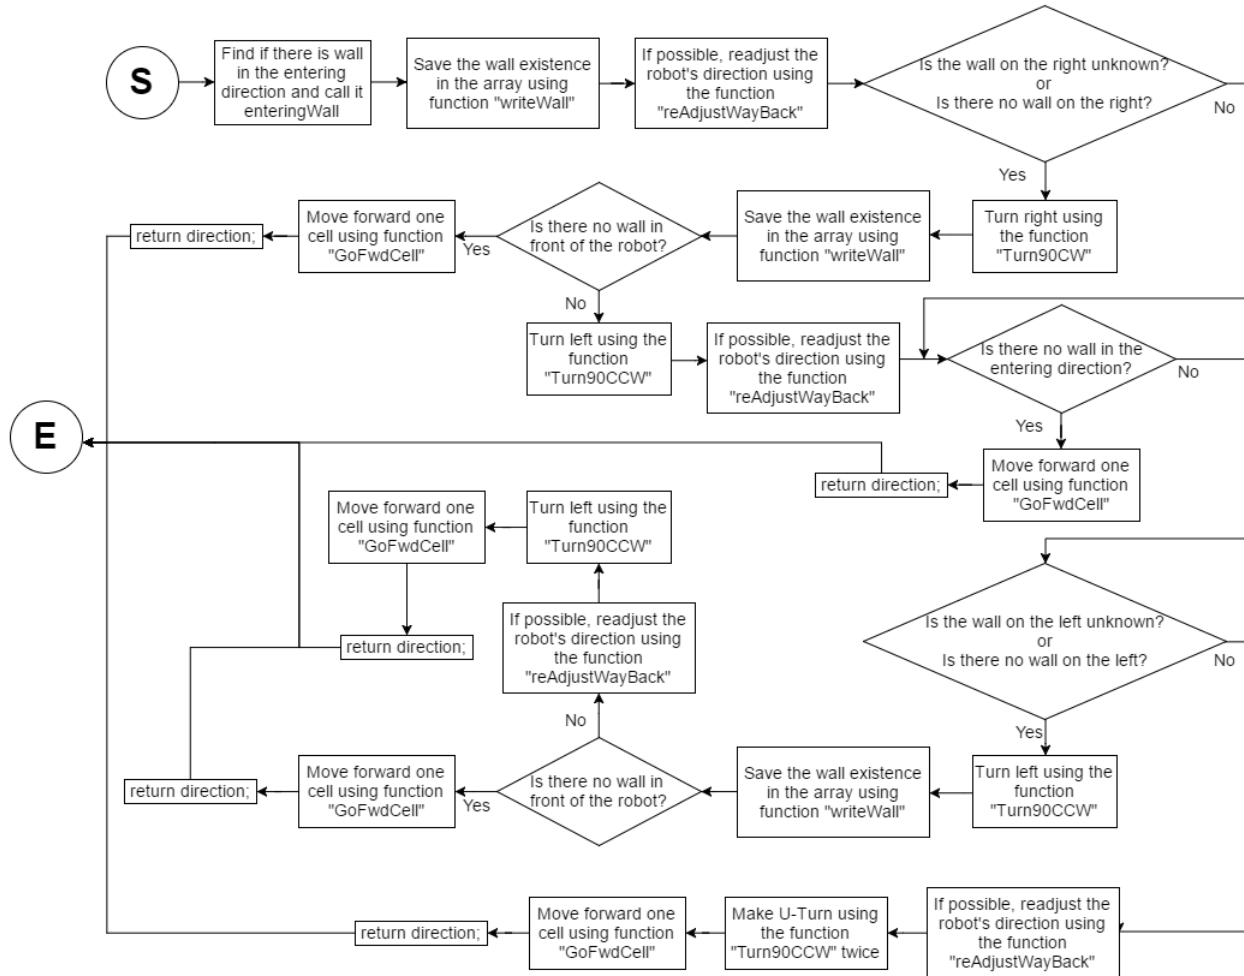 S
Find if there is wall
in the entering
direction and call it
enteringWall
Save the wall existence
in the array using
function "writeWall"
If possible, readjust the
robot's direction using
the function
"reAdjustWayBack"
Is the wall on the right unknown?
or
Is there no wall on the right?
No
Yes
Turn right using
the function
"Turn90CW"
Save the wall existence
in the array using
function "writeWall"
Is there no wall in
front of the robot?
Yes
Move forward one
cell using function
"GoFwdCell"
return direction;
No
Turn left using the
function
"Turn90CCW"
If possible, readjust the
robot's direction using
the function
"reAdjustWayBack"
Is there no wall in the
entering direction?
No
Yes
Move forward one
cell using function
"GoFwdCell"
return direction;
E
Move forward one
cell using function
"GoFwdCell"
Turn left using the
function
"Turn90CCW"
If possible, readjust the
robot's direction using
the function
"reAdjustWayBack"
return direction;
Is the wall on the left unknown?
or
Is there no wall on the left?
No
Yes
Turn left using the
function
"Turn90CCW"
Save the wall existence
in the array using
function "writeWall"
No
Is there no wall in
front of the robot?
Yes
Move forward one
cell using function
"GoFwdCell"
return direction;
If possible, readjust the
robot's direction using
the function
"reAdjustWayBack"
Make U-Turn using
the function
"Turn90CCW" twice
Move forward one
cell using function
"GoFwdCell"
return direction;